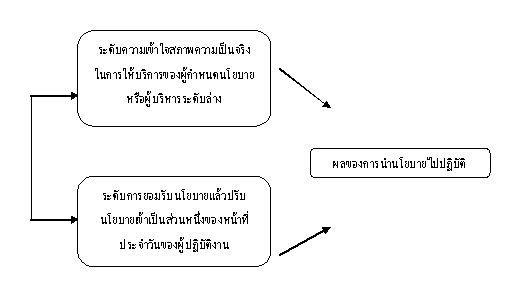 ระดับความเข้าใจสภาพความเป็นจริง
ในการให้บริการของผู้กำหนดนโยบาย
หรือผู้บริหารระดับล่าง
ผลของการนำนโยบายไปปฏิบัติ
ระดับการยอมรับนโยบายแล้วปรับ
นโยบายเข้าเป็นส่วนหนึ่งของหน้าที่
ประจำวันของผู้ปฏิบัติงาน